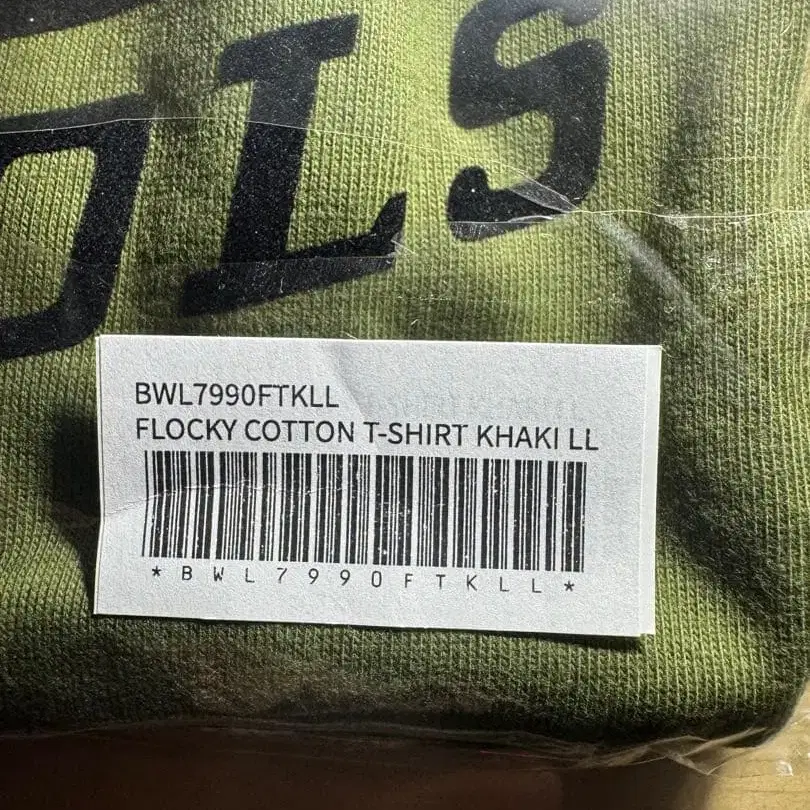 OLS
BWL7990FTKLL
FLOCKY COTTON T-SHIRT KHAKI LL
*BWL7990FTKLL*